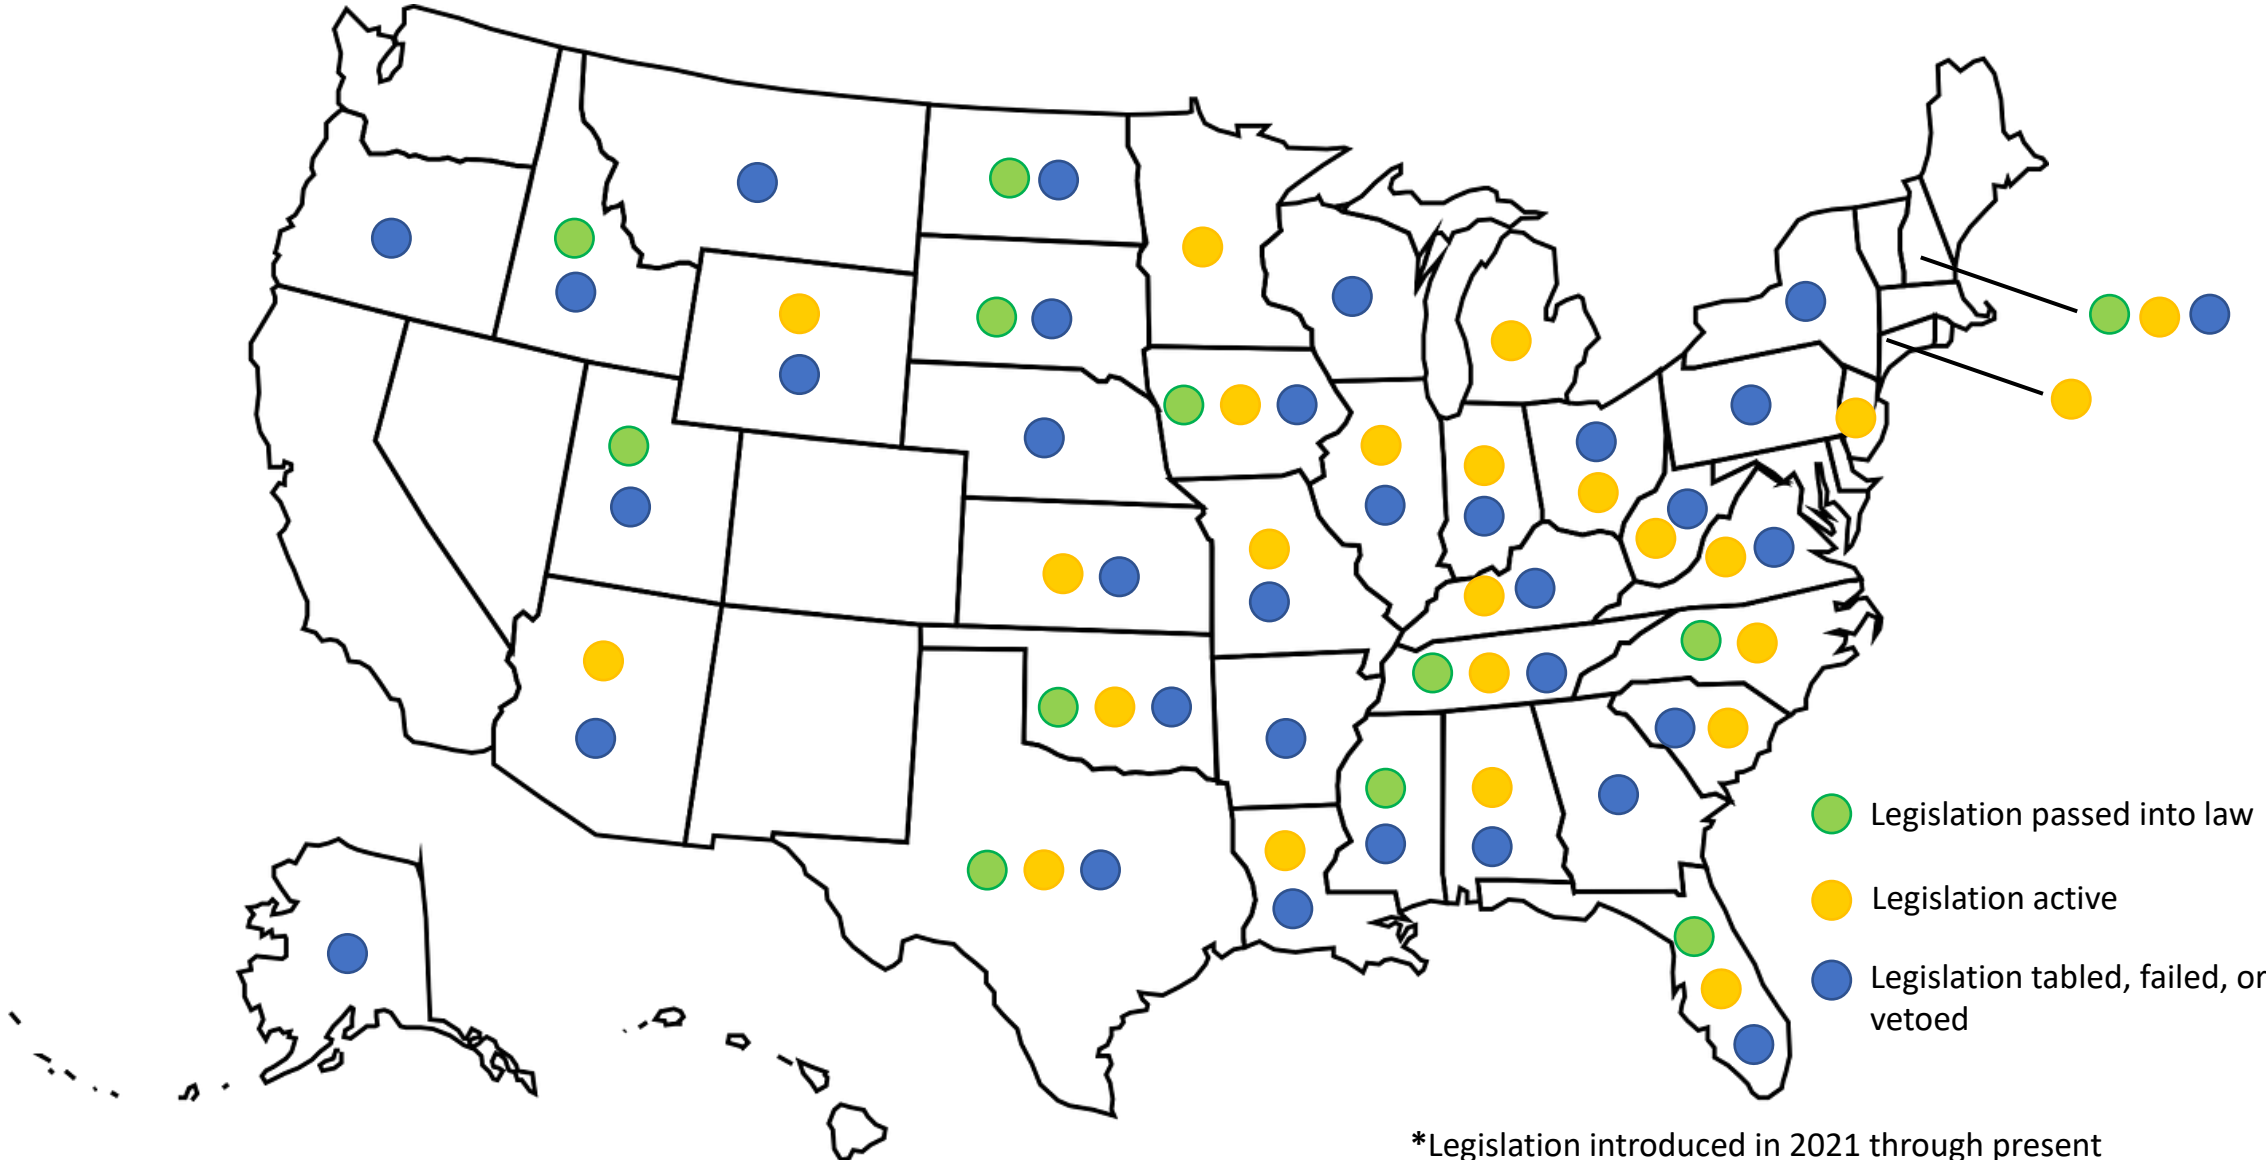 Legislation passed into law
Legislation active
Legislation tabled, failed, or
vetoed
*Legislation introduced in 2021 through present